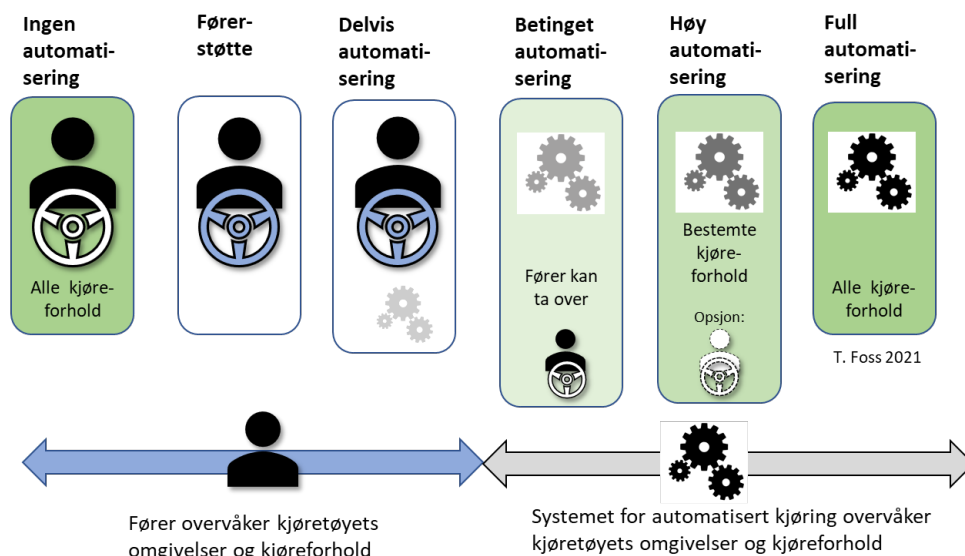 Ingen
automati-
sering
Fører-
støtte
Delvis
automati-
sering
Betinget
automati-
sering
Høy
automati-
sering
Full
automati-
sering
Alle kjøre-
forhold
Fører kan
ta over
Bestemte
kjøre-
forhold
Opsjon:
Alle kjøre-
forhold
T. Foss 2021
Fører overvåker kjøretøyets
omgivelser og kjøreforhold
Systemet for automatisert kjøring overvåker
kjøretøyets omgivelser og kjøreforhold